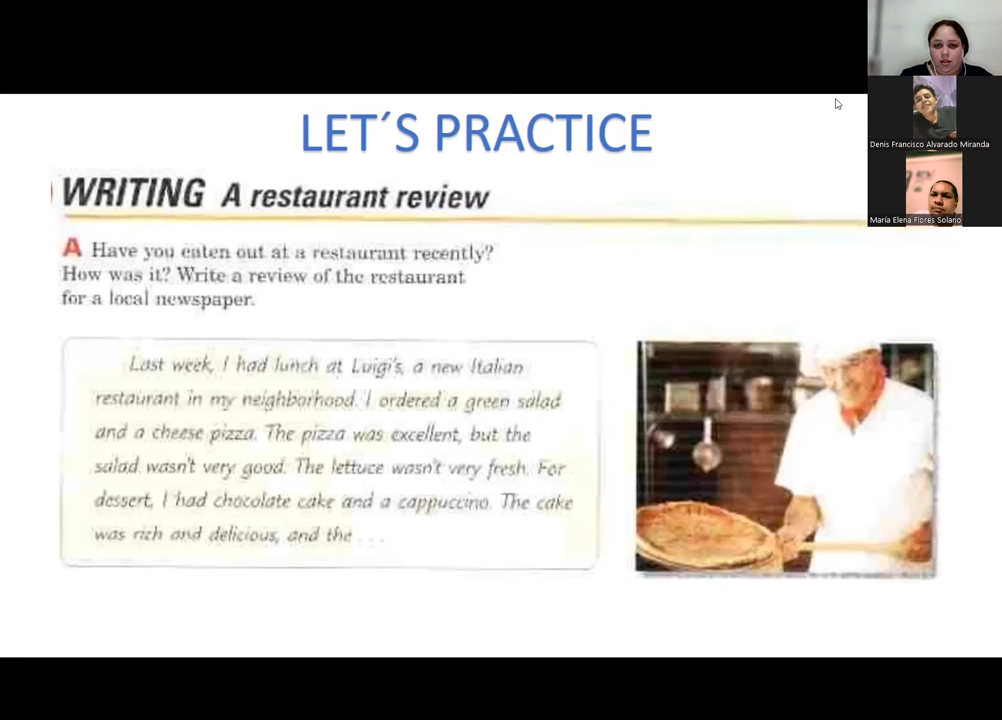 LET´S PRACTICE
WRITING A restaurant review
A Have you eaten out at a restaurant recently?
How was it? Write a review of the restaurant
for a local newspaper.
Last week, I had lunch at Luigi's, a new Italian
restaurant in my neighborhood. I ordered a green salad
and a cheese pizza. The pizza was excellent, but the
salad wasn't very good. The lettuce wasn't very fresh. For
dessert, I had chocolate cake and a cappuccino. The cake
was rich and delicious, and the . . .
Denis Francisco Alvarado Miranda
María Elena Flores Solano